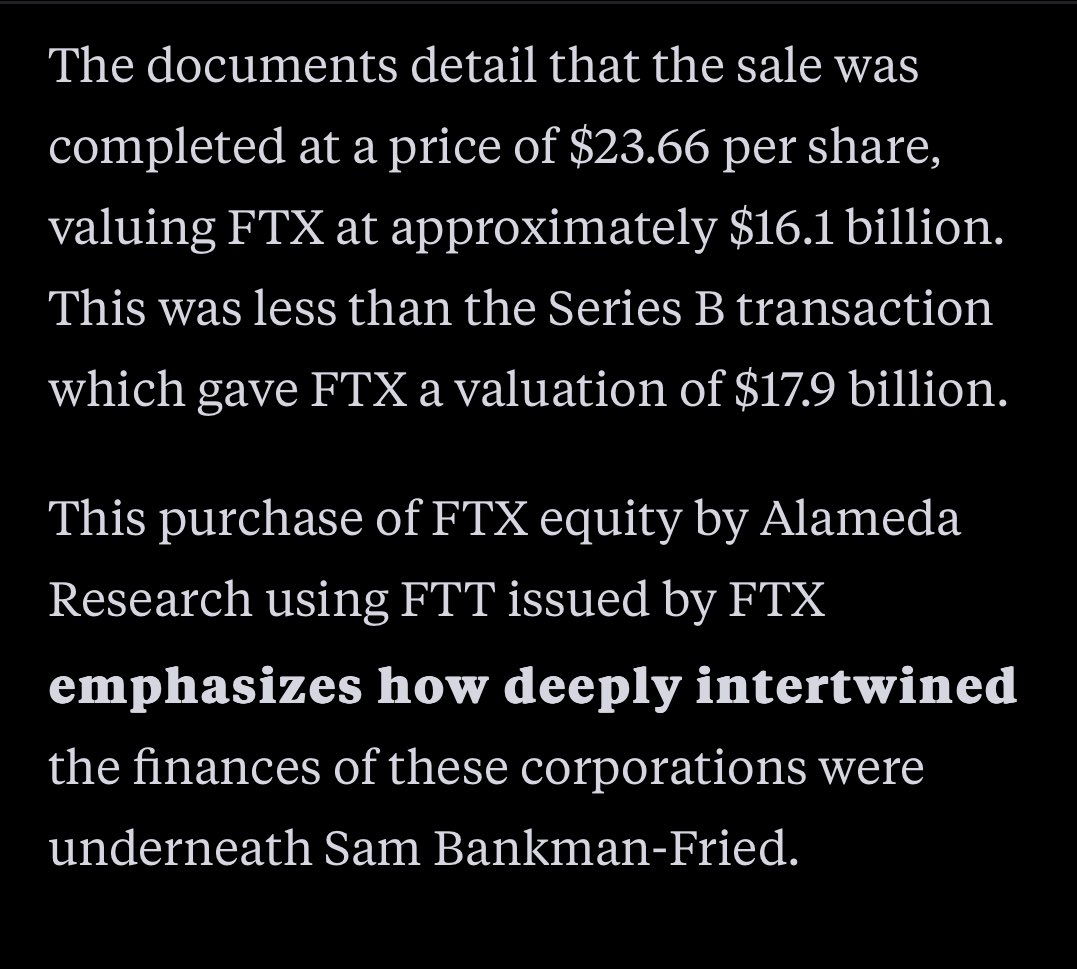 The documents detail that the sale was
completed at a price of $23.66 per share,
valuing FTX at approximately $16.1 billion.
This was less than the Series B transaction
which gave FTX a valuation of $17.9 billion.
This purchase of FTX equity by Alameda
Research using FTT issued by FTX
emphasizes how deeply intertwined
the finances of these corporations were
underneath Sam Bankman-Fried.